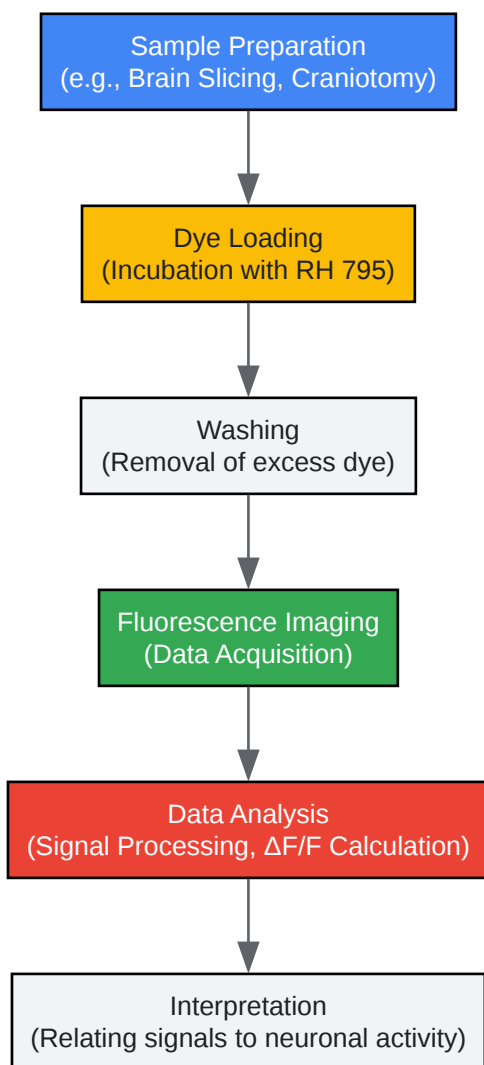 Sample Preparation
(e.g., Brain Slicing, Craniotomy)
Dye Loading
(Incubation with RH 795)
Washing
(Removal of excess dye)
Fluorescence Imaging
(Data Acquisition)
Data Analysis
(Signal Processing, ΔF/F Calculation)
Interpretation
(Relating signals to neuronal activity)